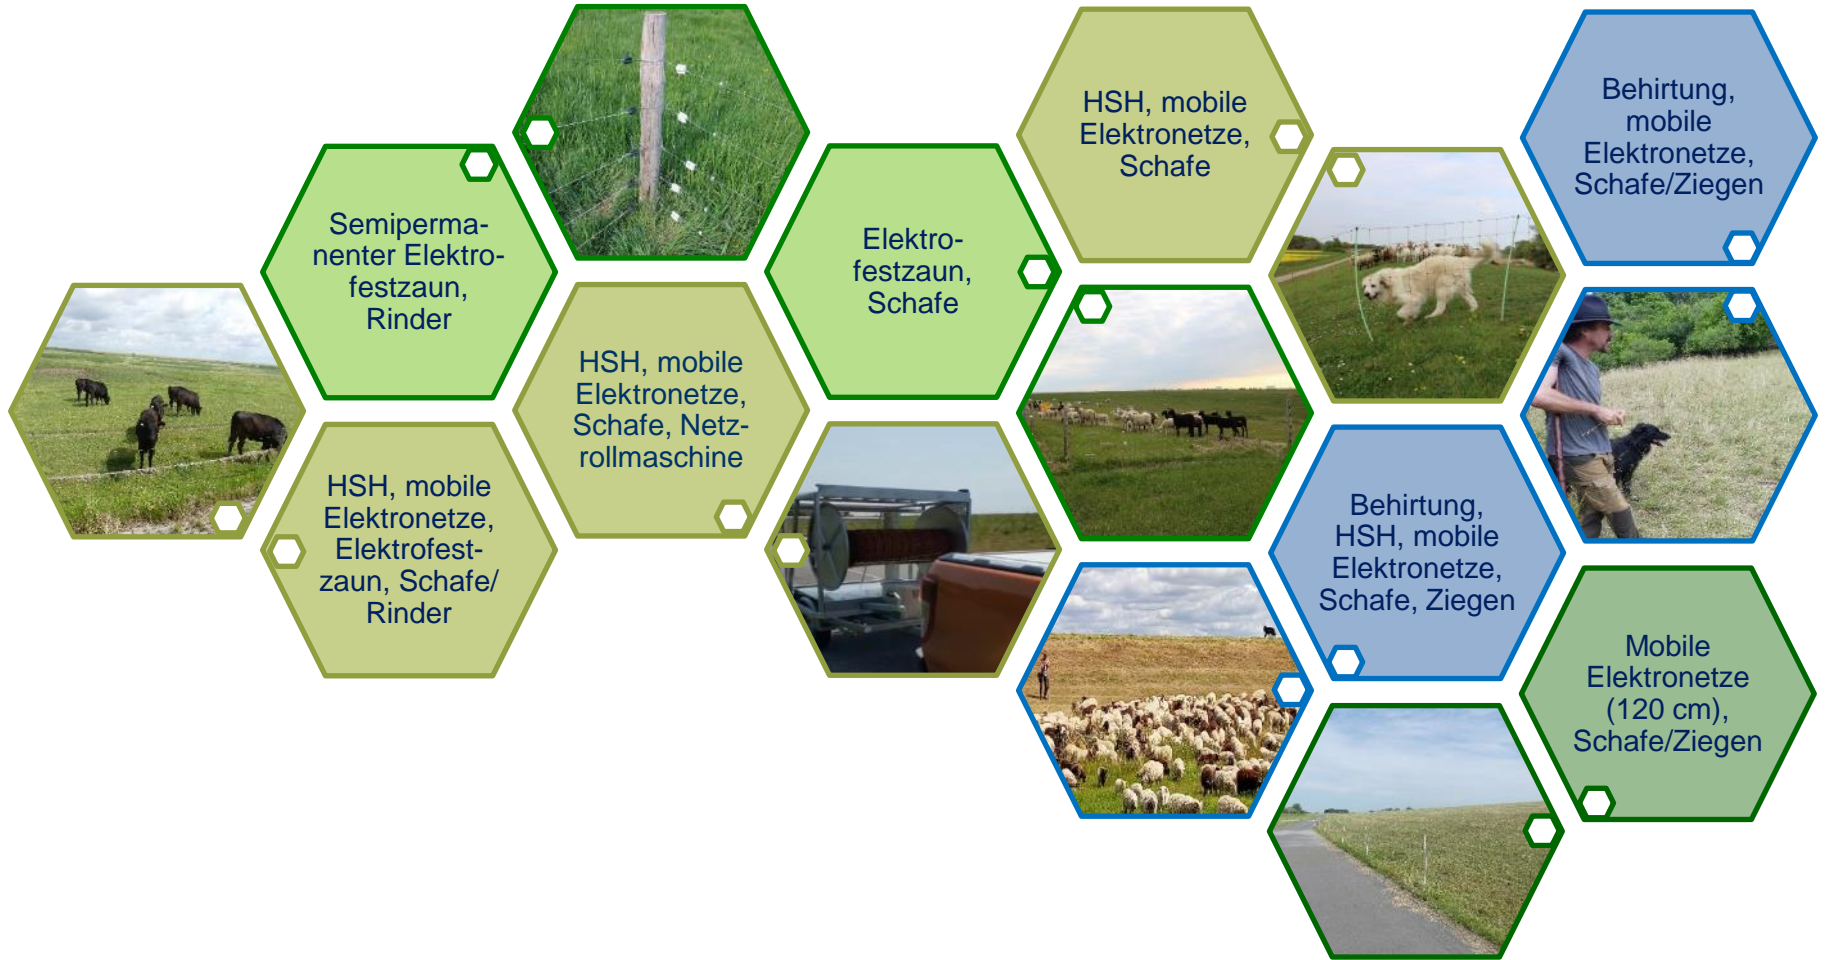 Semiperma-
nenter Elektro-
festzaun,
Rinder
HSH, mobile
Elektronetze,
Elektrofest-
zaun, Schafe/
Rinder
HSH, mobile
Elektronetze,
Schafe, Netz-
rollmaschine
Elektro-
festzaun,
Schafe
HSH, mobile
Elektronetze,
Schafe
Behirtung,
HSH, mobile
Elektronetze,
Schafe, Ziegen
Behirtung,
mobile
Elektronetze,
Schafe/Ziegen
Mobile
Elektronetze
(120 cm),
Schafe/Ziegen